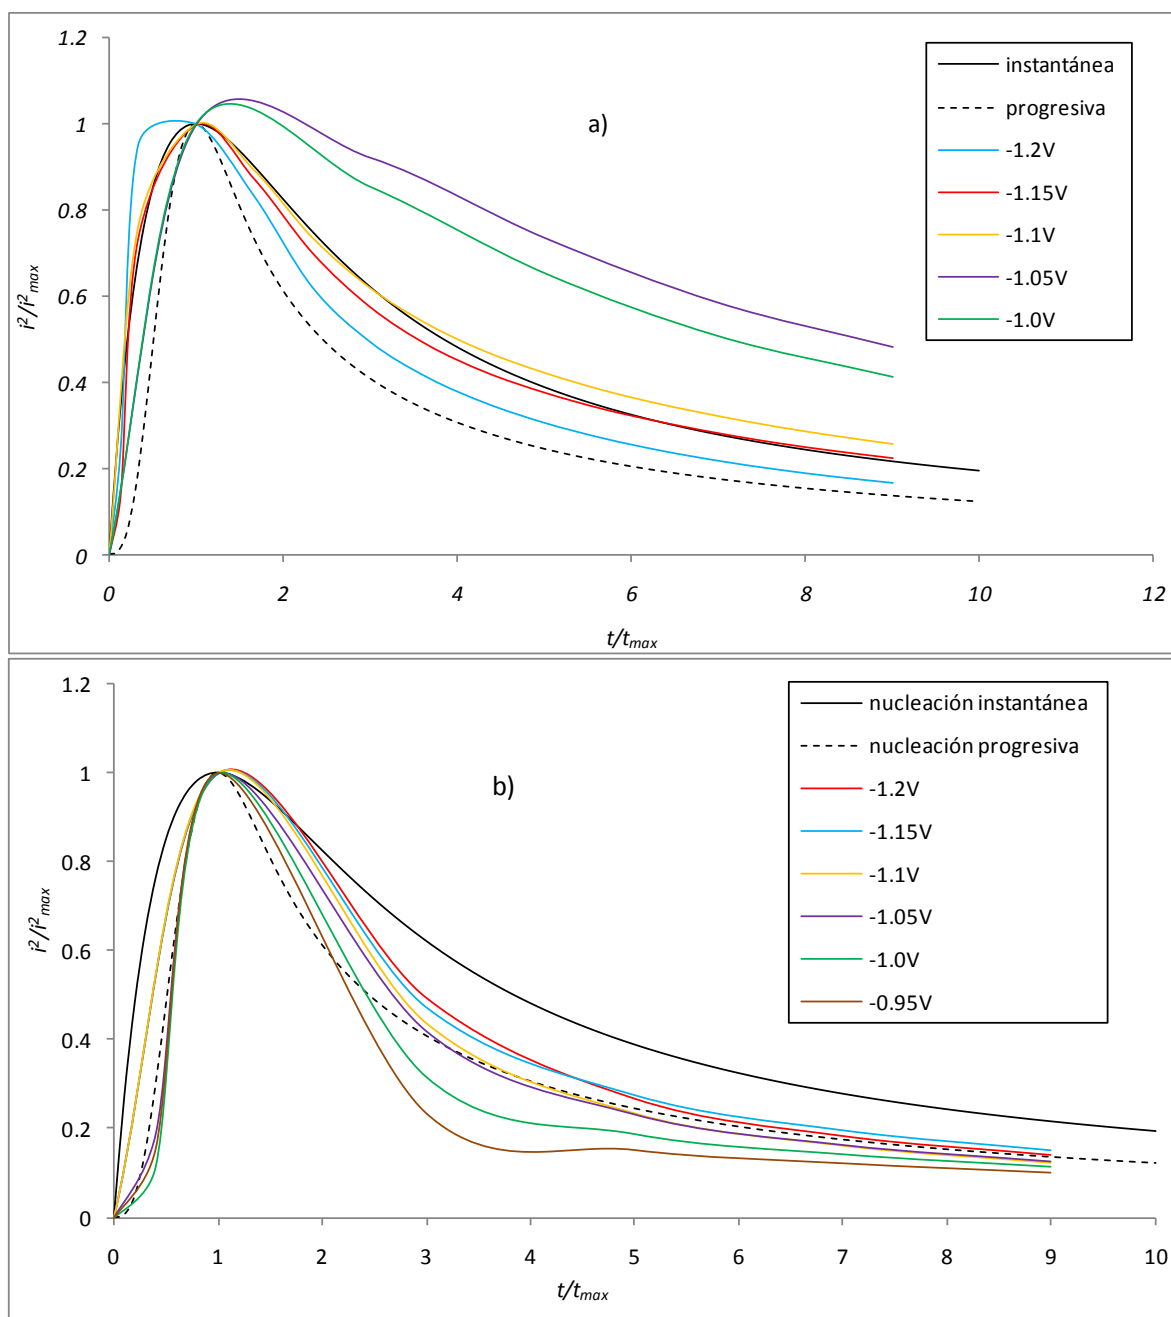 1.2
1
0.8
0.6
0.4
0.2
0
i²/i²max
a)
instantánea
progresiva
-1.2V
-1.15V
-1.1V
-1.05V
-1.0V
0 2 4 6 8 10 12
t/tmax
1.2
1
0.8
0.6
0.4
0.2
0
i²/i²max
b)
nucleación instantánea
nucleación progresiva
-1.2V
-1.15V
-1.1V
-1.05V
-1.0V
-0.95V
0 1 2 3 4 5 6 7 8 9 10
t/tmax